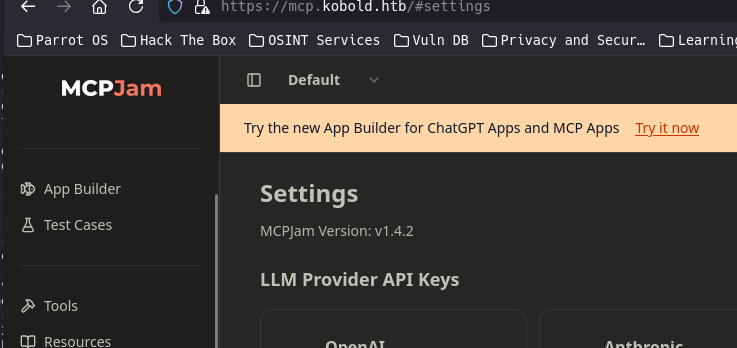 https://mcp.kobold.htb/#settings
Parrot OS Hack The Box OSINT Services Vuln DB Privacy and Secur… Learning
MCPJam
Default
Try the new App Builder for ChatGPT Apps and MCP Apps Try it now
App Builder
Test Cases
Settings
MCPJam Version: v1.4.2
LLM Provider API Keys
Tools
Resources
OpenAI
Anthropic